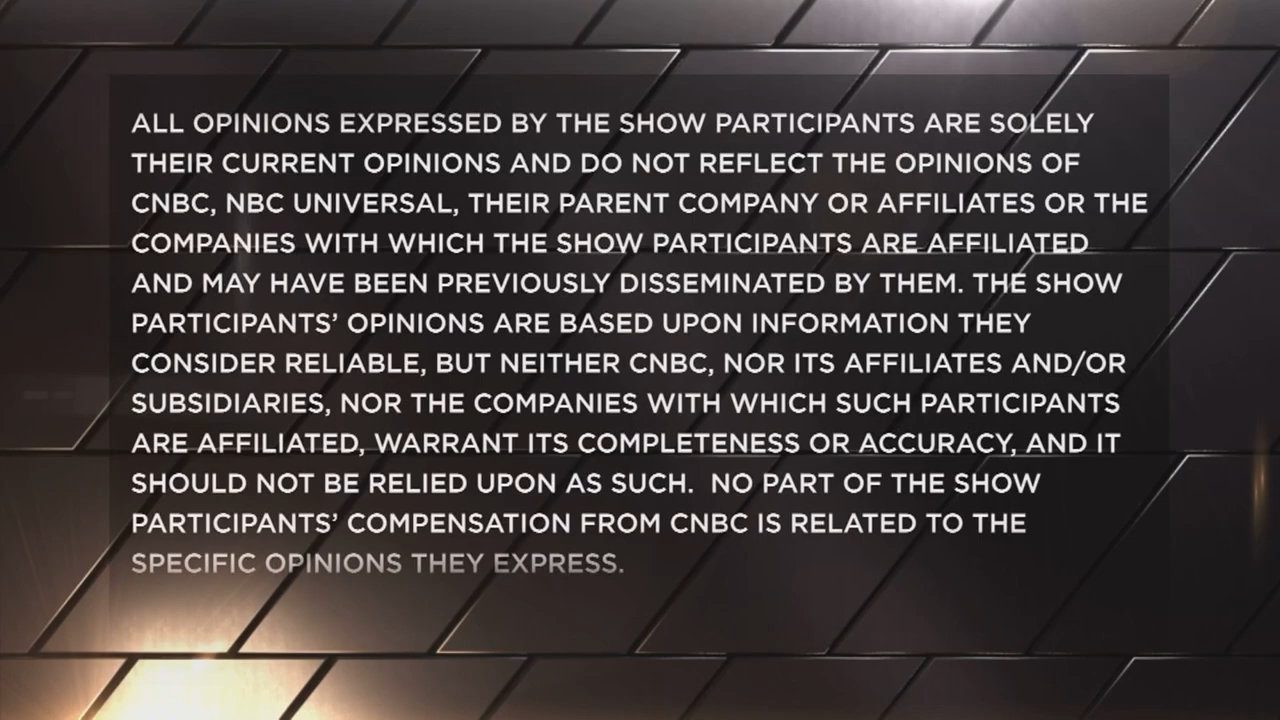 ALL OPINIONS EXPRESSED BY THE SHOW PARTICIPANTS ARE SOLELY
THEIR CURRENT OPINIONS AND DO NOT REFLECT THE OPINIONS OF
CNBC, NBC UNIVERSAL, THEIR PARENT COMPANY OR AFFILIATES OR THE
COMPANIES WITH WHICH THE SHOW PARTICIPANTS ARE AFFILIATED
AND MAY HAVE BEEN PREVIOUSLY DISSEMINATED BY THEM. THE SHOW
PARTICIPANTS’ OPINIONS ARE BASED UPON INFORMATION THEY
CONSIDER RELIABLE, BUT NEITHER CNBC, NOR ITS AFFILIATES AND/OR
SUBSIDIARIES, NOR THE COMPANIES WITH WHICH SUCH PARTICIPANTS
ARE AFFILIATED, WARRANT ITS COMPLETENESS OR ACCURACY, AND IT
SHOULD NOT BE RELIED UPON AS SUCH.  NO PART OF THE SHOW
PARTICIPANTS’ COMPENSATION FROM CNBC IS RELATED TO THE
SPECIFIC OPINIONS THEY EXPRESS.